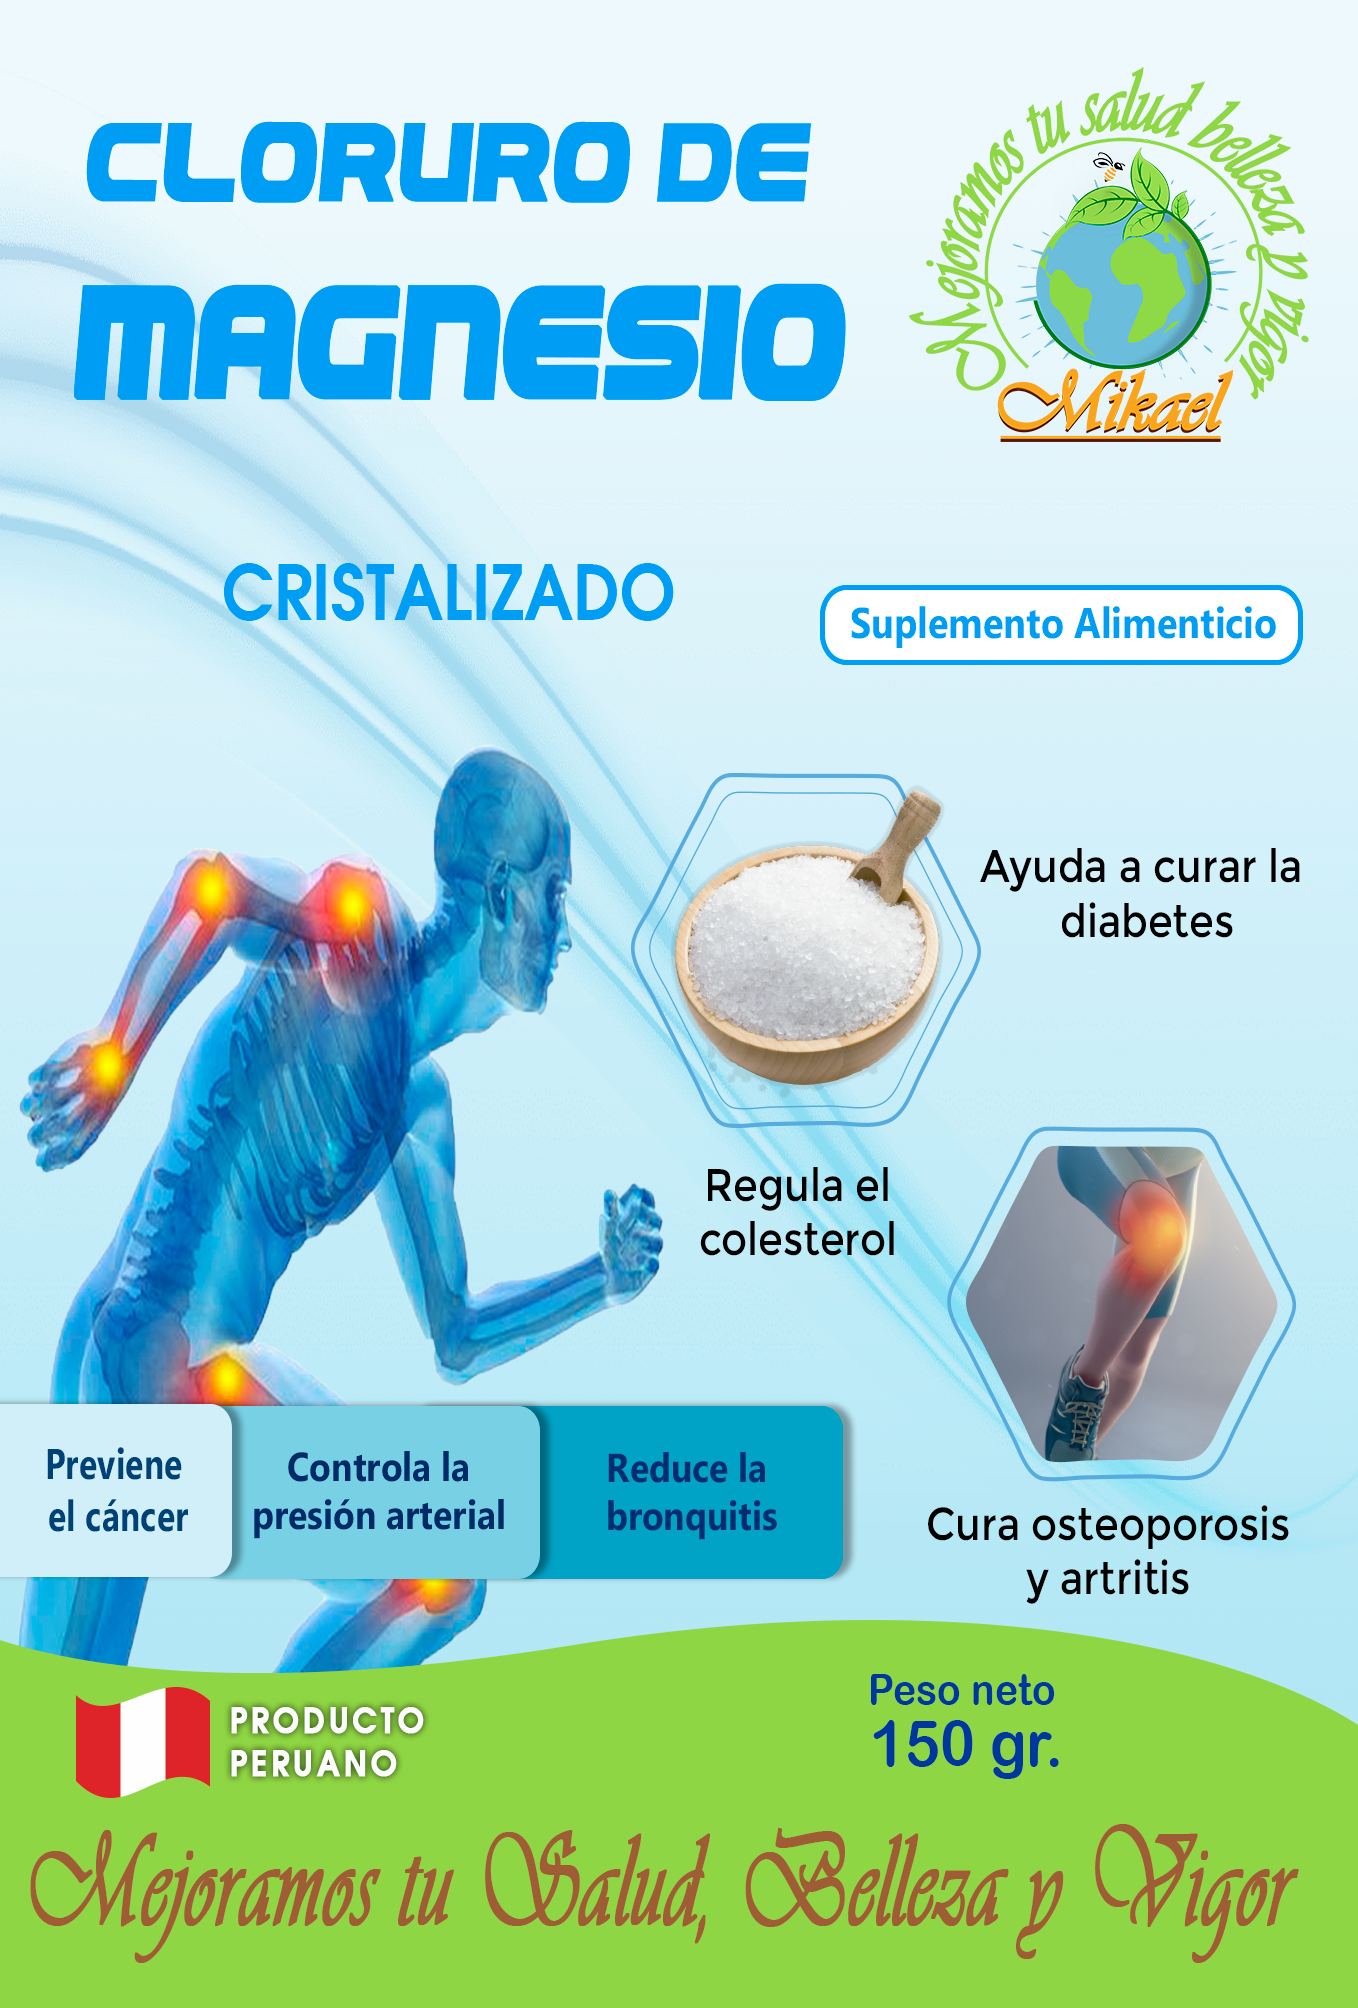 CLORURO DE
MAGNESIO
Mejoramos tu salud belleza y vigor
Mikael
CRISTALIZADO
Suplemento Alimenticio
Ayuda a curar la
diabetes
Regula el
colesterol
Previene
el cáncer
Controla la
presión arterial
Reduce la
bronquitis
Cura osteoporosis
y artritis
PRODUCTO
PERUANO
Peso neto
150 gr.
Mejoramos tu Salud, Belleza y Vigor